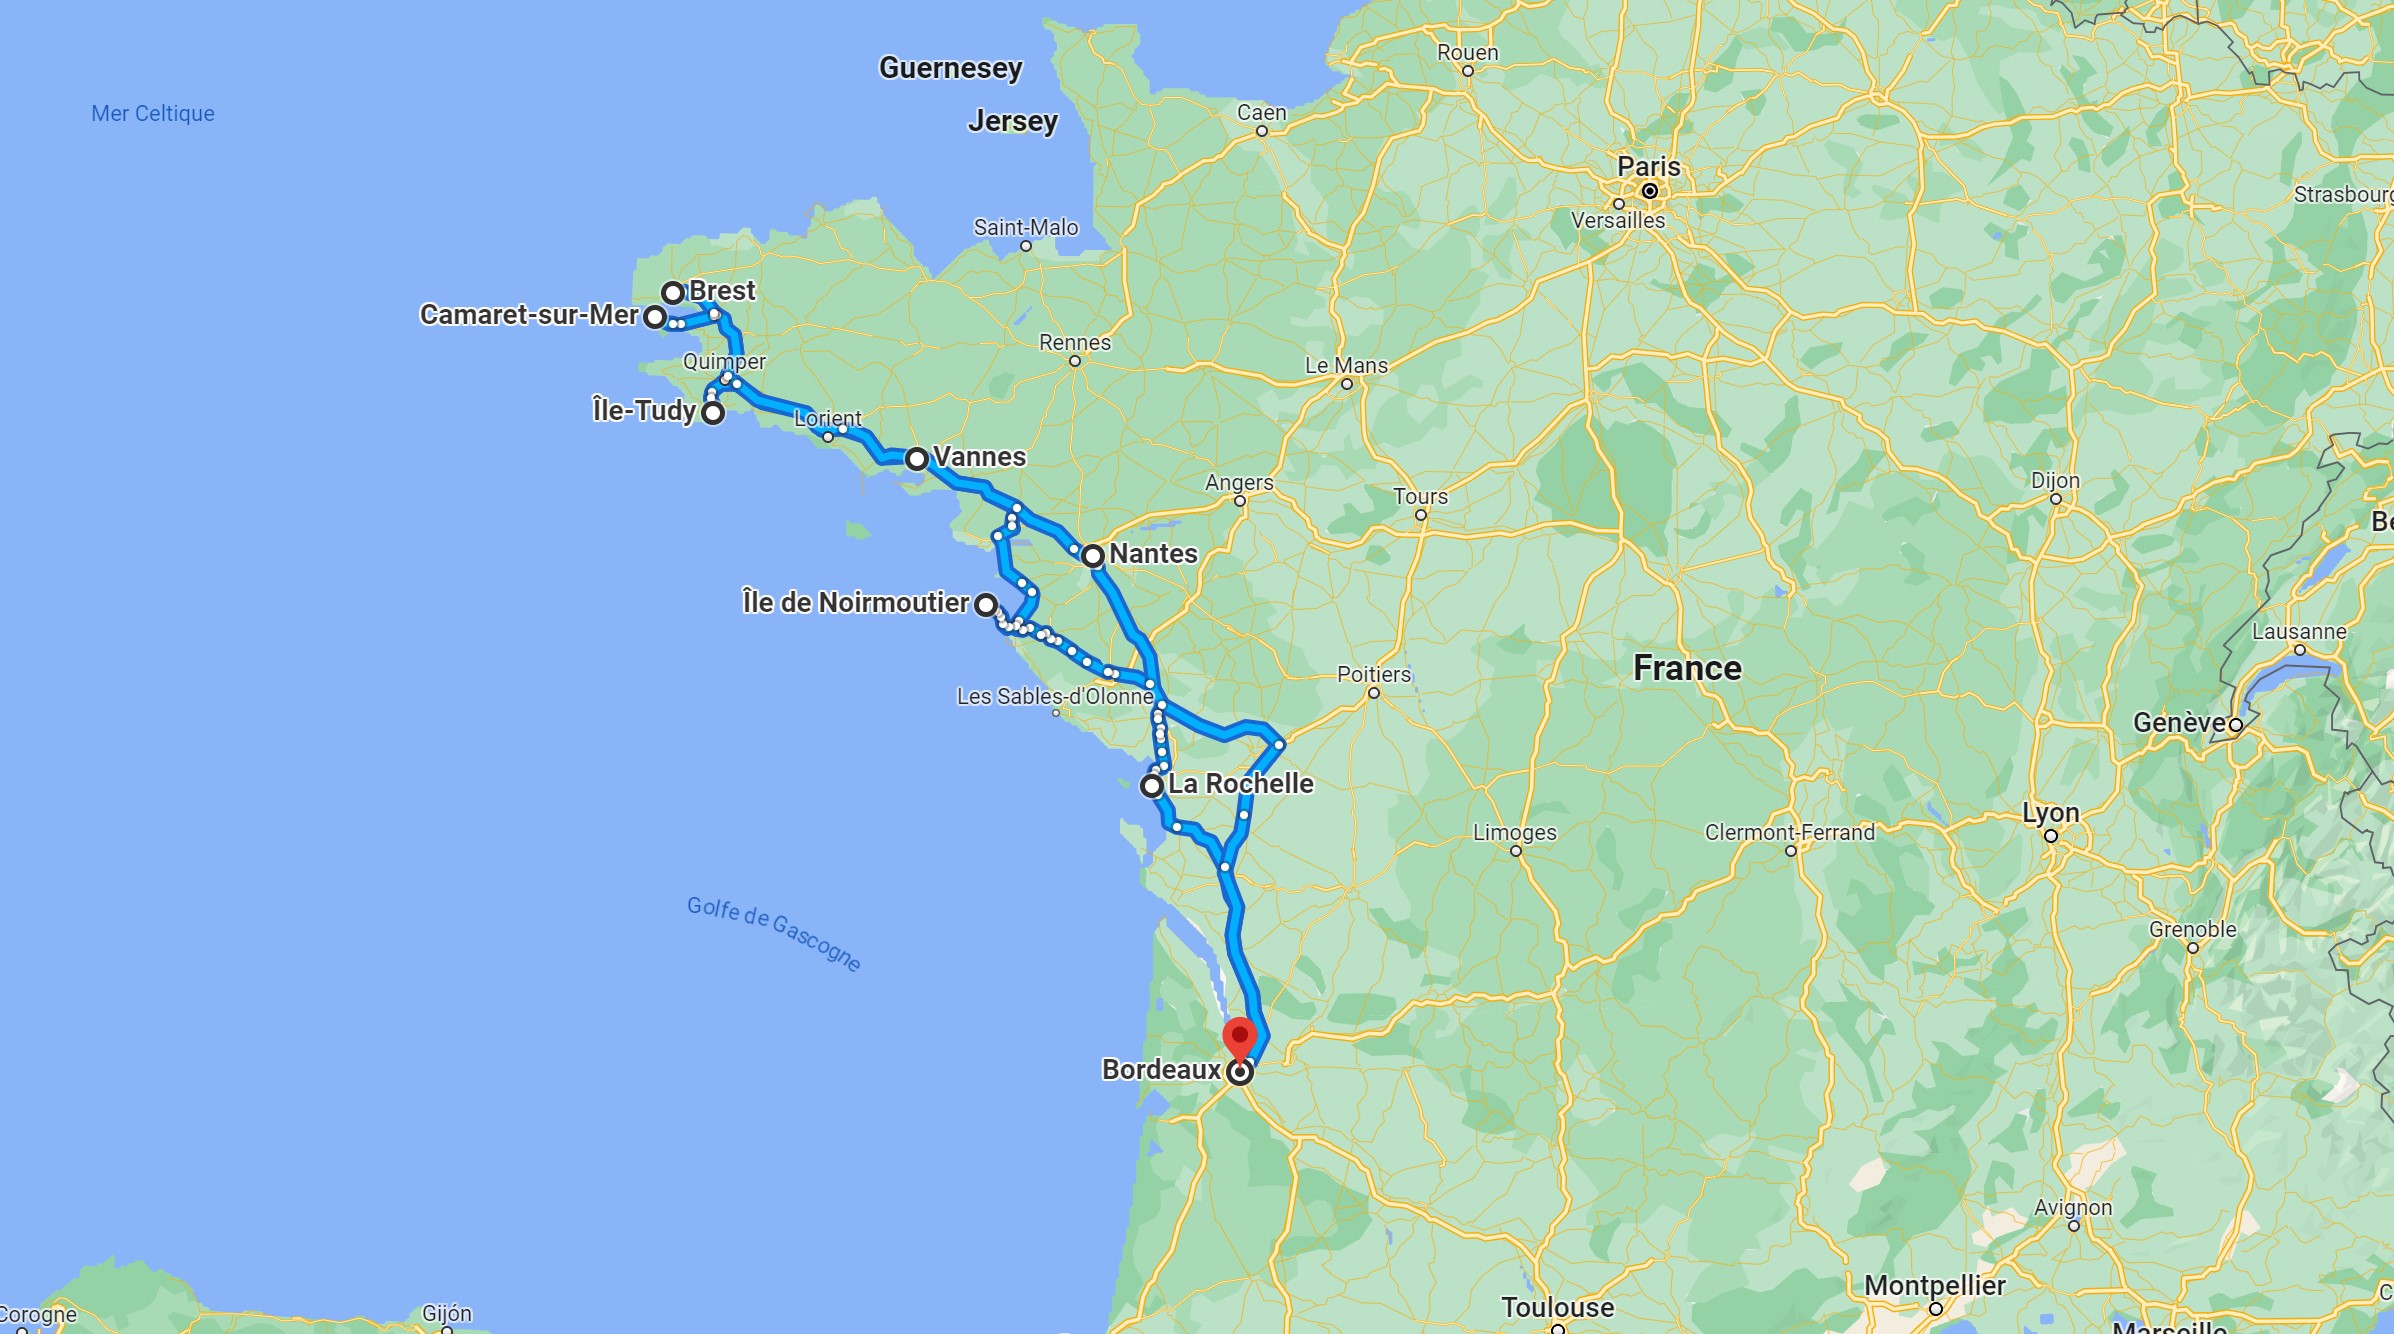 Rouen
Guernesey
Mer Celtique
Caen
Jersey
Paris
Strasbourg
Versailles
Saint-Malo
Brest
Camaret-sur-Mer
Rennes
Quimper
Le Mans
Île-Tudy
Lorient
Vannes
Dijon
Angers
Tours
Nantes
Île de Noirmoutier
Lausanne
France
Poitiers
Les Sables-d'Olonne
Genève
La Rochelle
Lyon
Limoges
Clermont-Ferrand
Golfe de Gascogne
Grenoble
Bordeaux
Avignon
Montpellier
Toulouse
Gijón
Corogne
Marseille